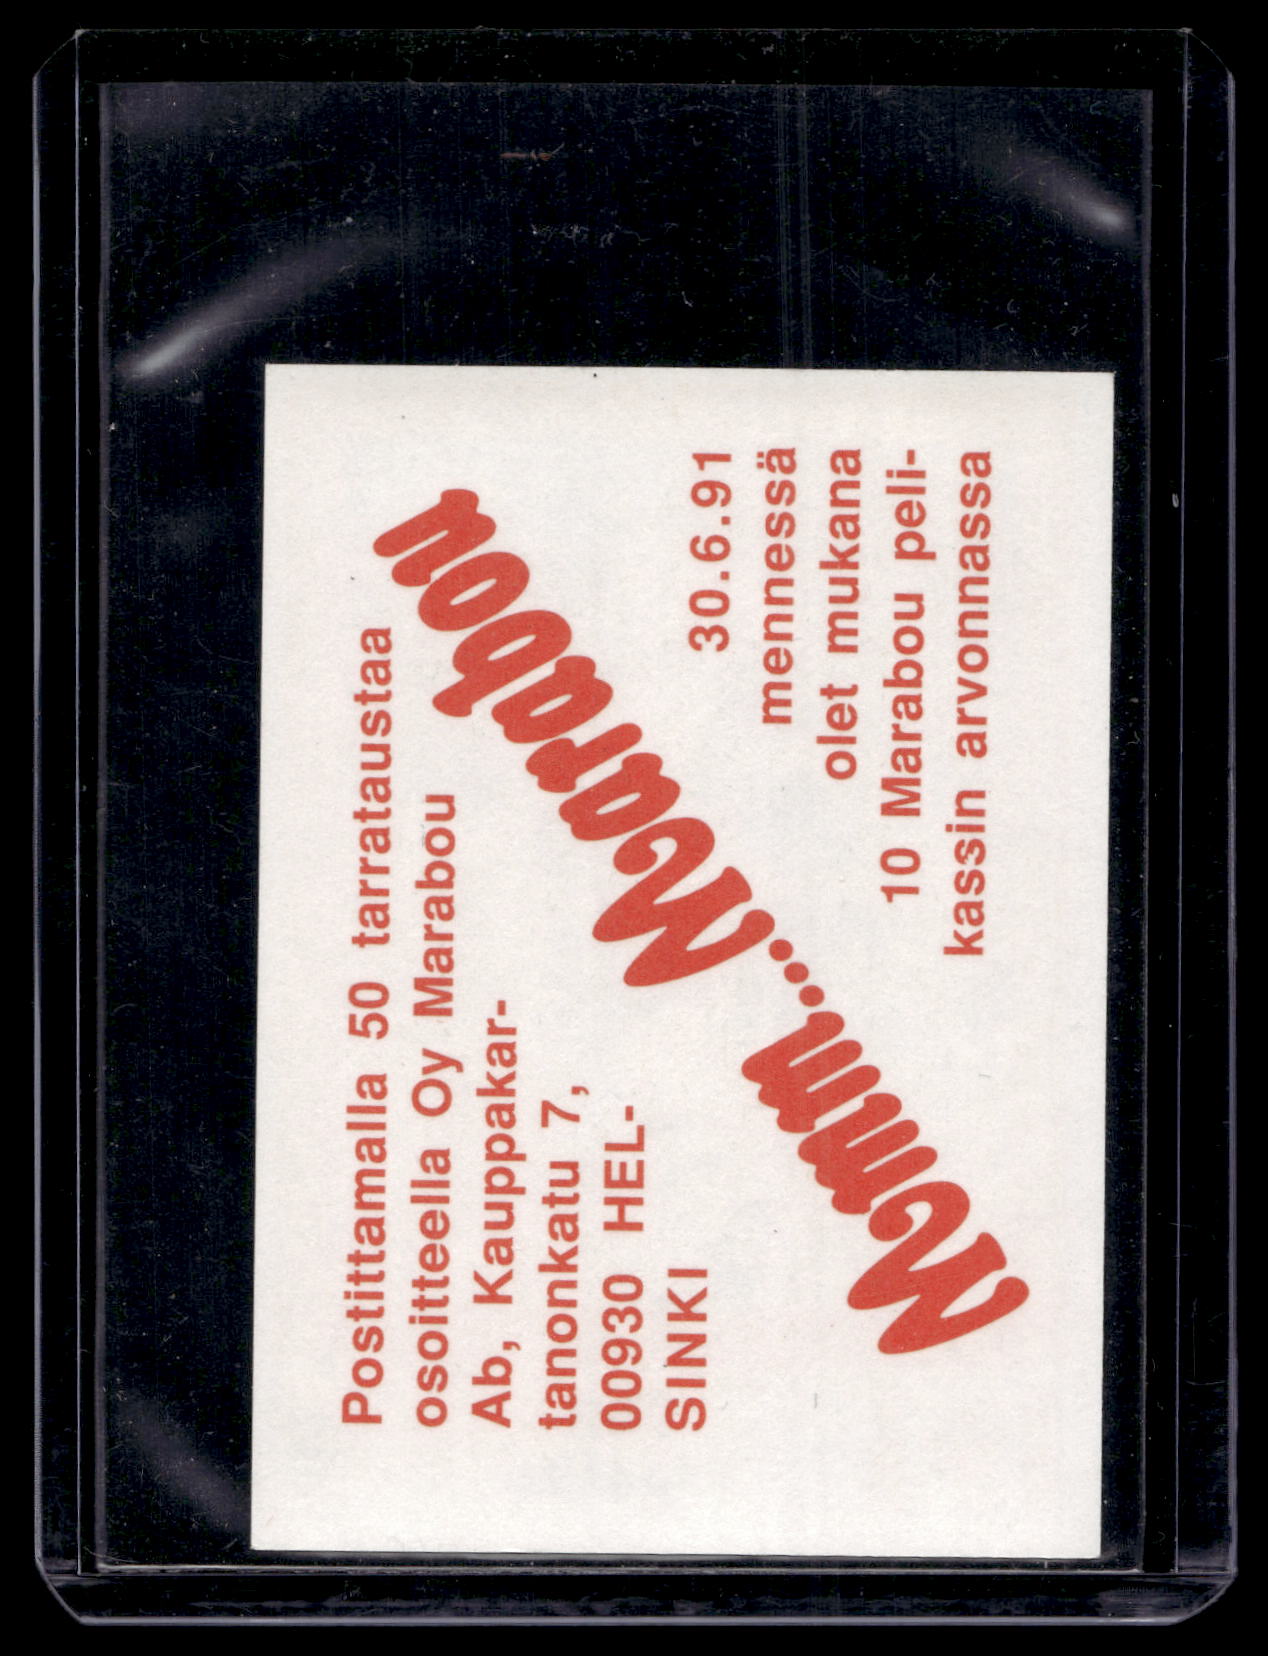 Postittamalla 50 tarrataustaa
osoitteella Oy Marabou
Ab, Kauppakar-
tanonkatu 7,
00930 HEL-
SINKI
Mmm...Marabou
30.6.91
mennessä
olet mukana
10 Marabou peli-
kassin arvonnassa